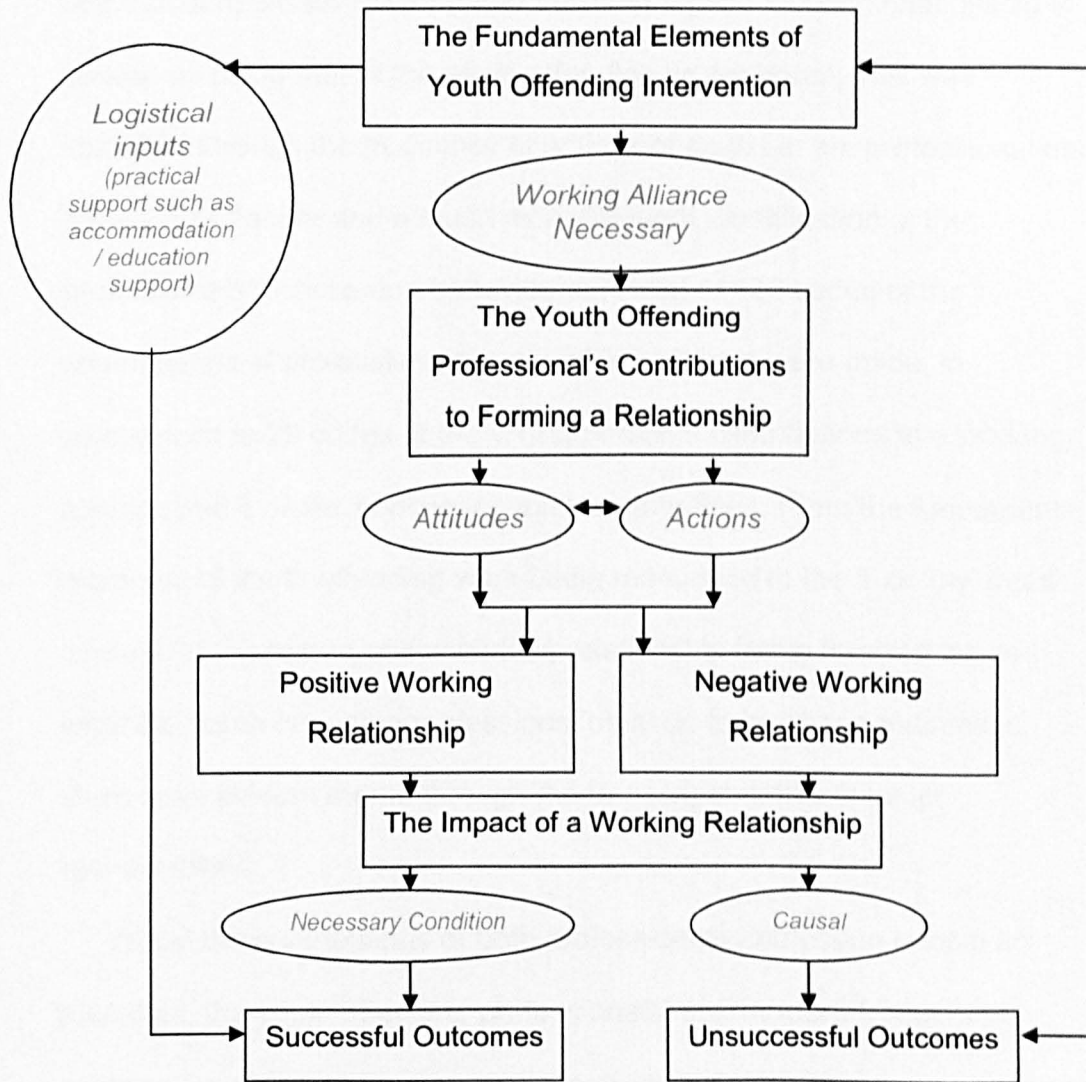 The Fundamental Elements of
Youth Offending Intervention
Logistical
inputs
(practical
support such as
accommodation
/ education
support)
Working Alliance
Necessary
The Youth Offending
Professional's Contributions
to Forming a Relationship
Attitudes
Actions
Positive Working
Relationship
Negative Working
Relationship
The Impact of a Working Relationship
Necessary Condition
Causal
Successful Outcomes
Unsuccessful Outcomes